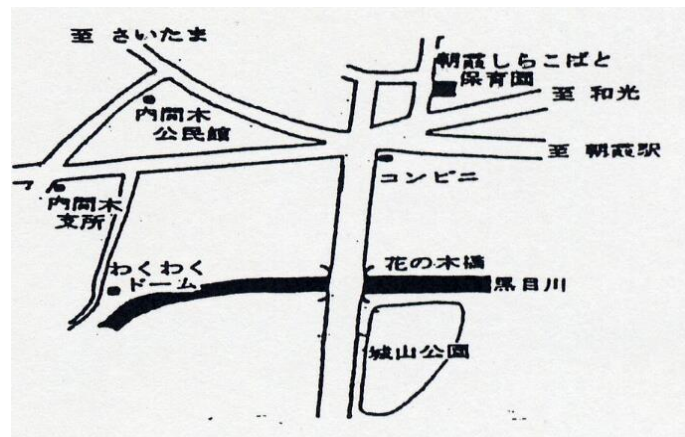 至 さいたま
朝霞しらこばと
保育園
至 和光
内間木
公民館
至 朝霞駅
コンビニ
内間木
支所
わくわく
ドーム
花の木橋
黒目川
城山公園